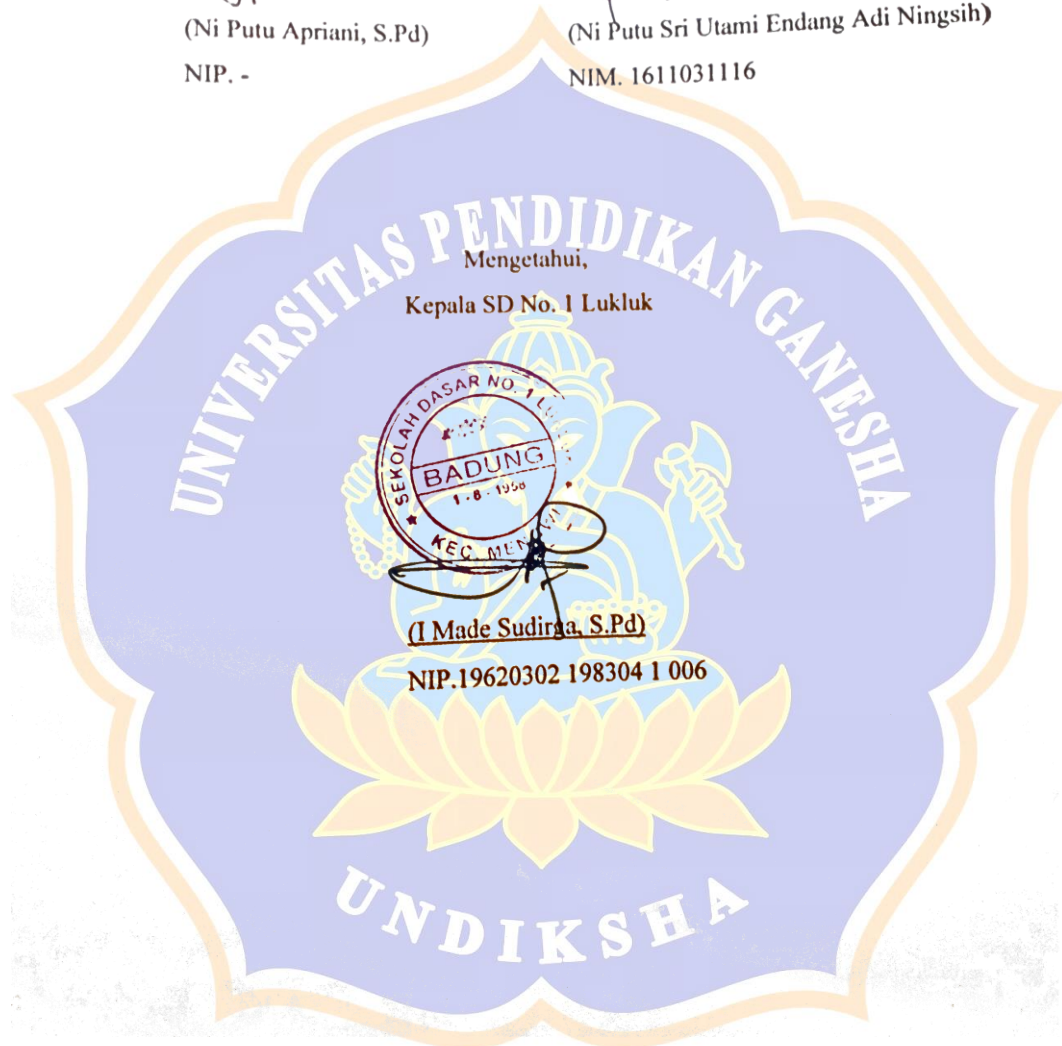 (Ni Putu Apriani, S.Pd)
(Ni Putu Sri Utami Endang Adi Ningsih)
NIP. -
NIM. 1611031116
UNIVERSITAS PENDIDIKAN GANESHA
Mengetahui,
Kepala SD No. 1 Lukluk
SEKOLAH DASAR NO. 1
BADUNG
KEC.
(I Made Sudirga, S.Pd)
NIP.19620302 198304 1 006
UNDIKSHA